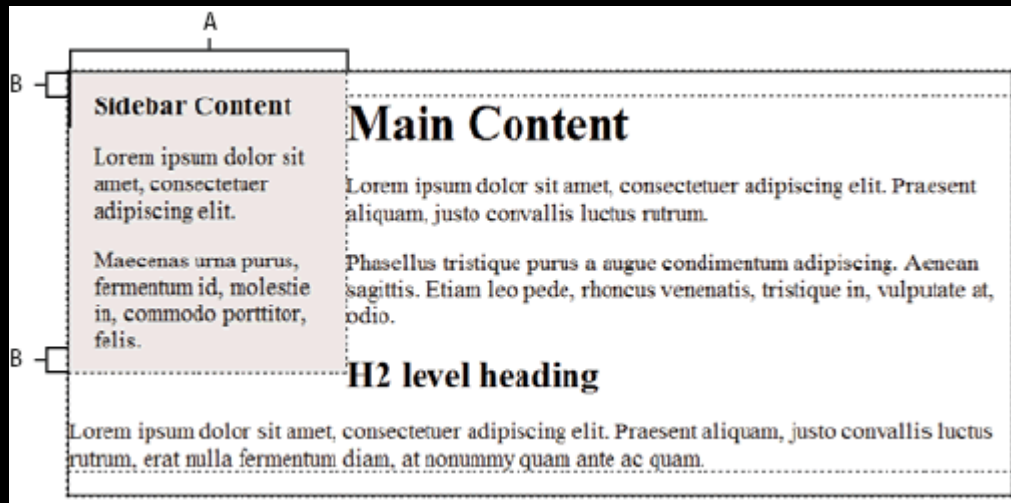 A
B
Sidebar Content
Lorem ipsum dolor sit
amet, consectetuer
adipiscing elit.
Maecenas urna purus,
fermentum id, molestie
in, commodo porttitor,
felis.
B
Main Content
Lorem ipsum dolor sit amet, consectetuer adipiscing elit. Praesent
aliquam, justo convallis luctus rutrum.
Phasellus tristique purus a augue condimentum adipiscing. Aenean
sagittis. Etiam leo pede, rhoncus venenatis, tristique in, vulputate at,
odio.
H2 level heading
Lorem ipsum dolor sit amet, consectetuer adipiscing elit. Praesent aliquam, justo convallis luctus
rutrum, erat nulla fermentum diam, at nonummy quam ante ac quam.